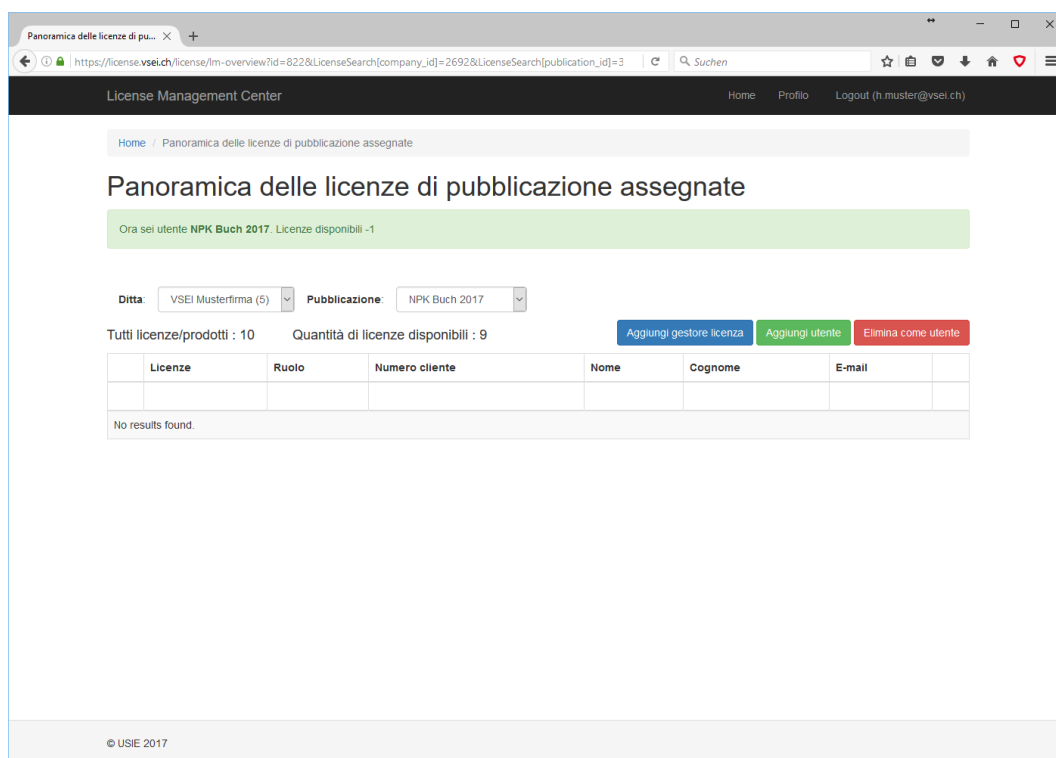 Panoramica delle licenze di pu...
https://license.vsei.ch/license/lm-overview?id=822&LicenseSearch[company_id]=2692&LicenseSearch[publication_id]=3
Suchen
License Management Center Home Profilo Logout (h.muster@vsei.ch)
Home / Panoramica delle licenze di pubblicazione assegnate
Panoramica delle licenze di pubblicazione assegnate
Ora sei utente NPK Buch 2017. Licenze disponibili -1
Ditta: VSEI Musterfirma (5) Pubblicazione: NPK Buch 2017
Tutti licenze/prodotti : 10 Quantità di licenze disponibili : 9 Aggiungi gestore licenza Aggiungi utente Elimina come utente
Licenze Ruolo Numero cliente Nome Cognome E-mail
No results found.
© USIE 2017